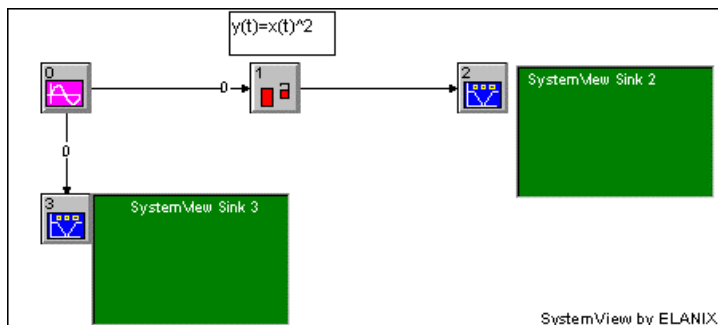 y(t)=x(t)^2
0
0
1
a
2
SystemView Sink 2
0
3
SystemView Sink 3
SystemView by ELANIX